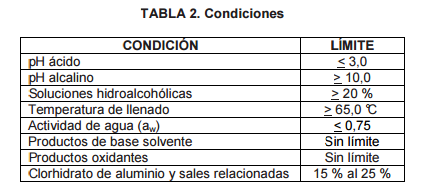 TABLA 2. Condiciones
CONDICIÓN LÍMITE
pH ácido ≤ 3,0
pH alcalino ≥ 10,0
Soluciones hidroalcohólicas ≥ 20 %
Temperatura de llenado ≥ 65,0 °C
Actividad de agua (aw) ≤ 0,75
Productos de base solvente Sin límite
Productos oxidantes Sin límite
Clorhidrato de aluminio y sales relacionadas 15 % al 25 %